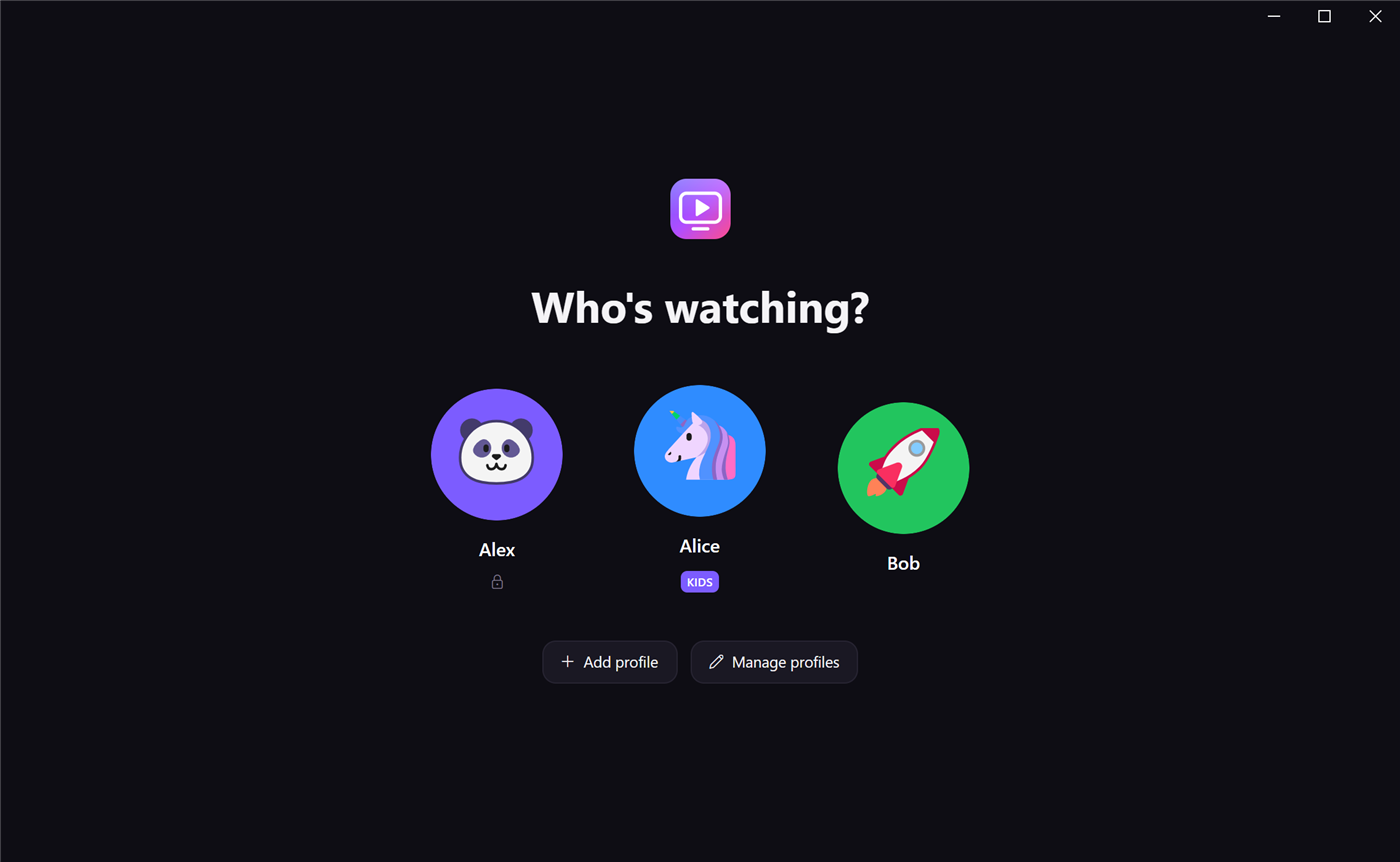 Who's watching?
Alex
Alice
Bob
KIDS
Add profile
Manage profiles